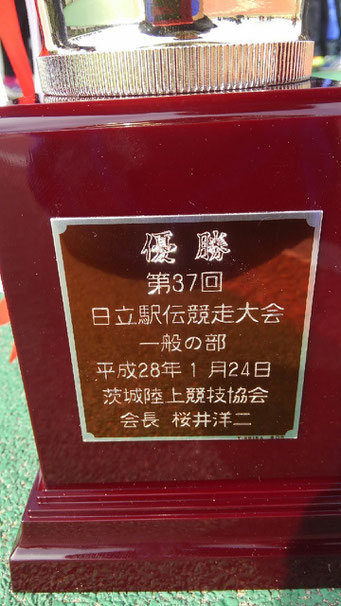 優勝
第37回
日立駅伝競走大会
一般の部
平成28年1月24日
茨城陸上競技協会
会長 桜井洋二